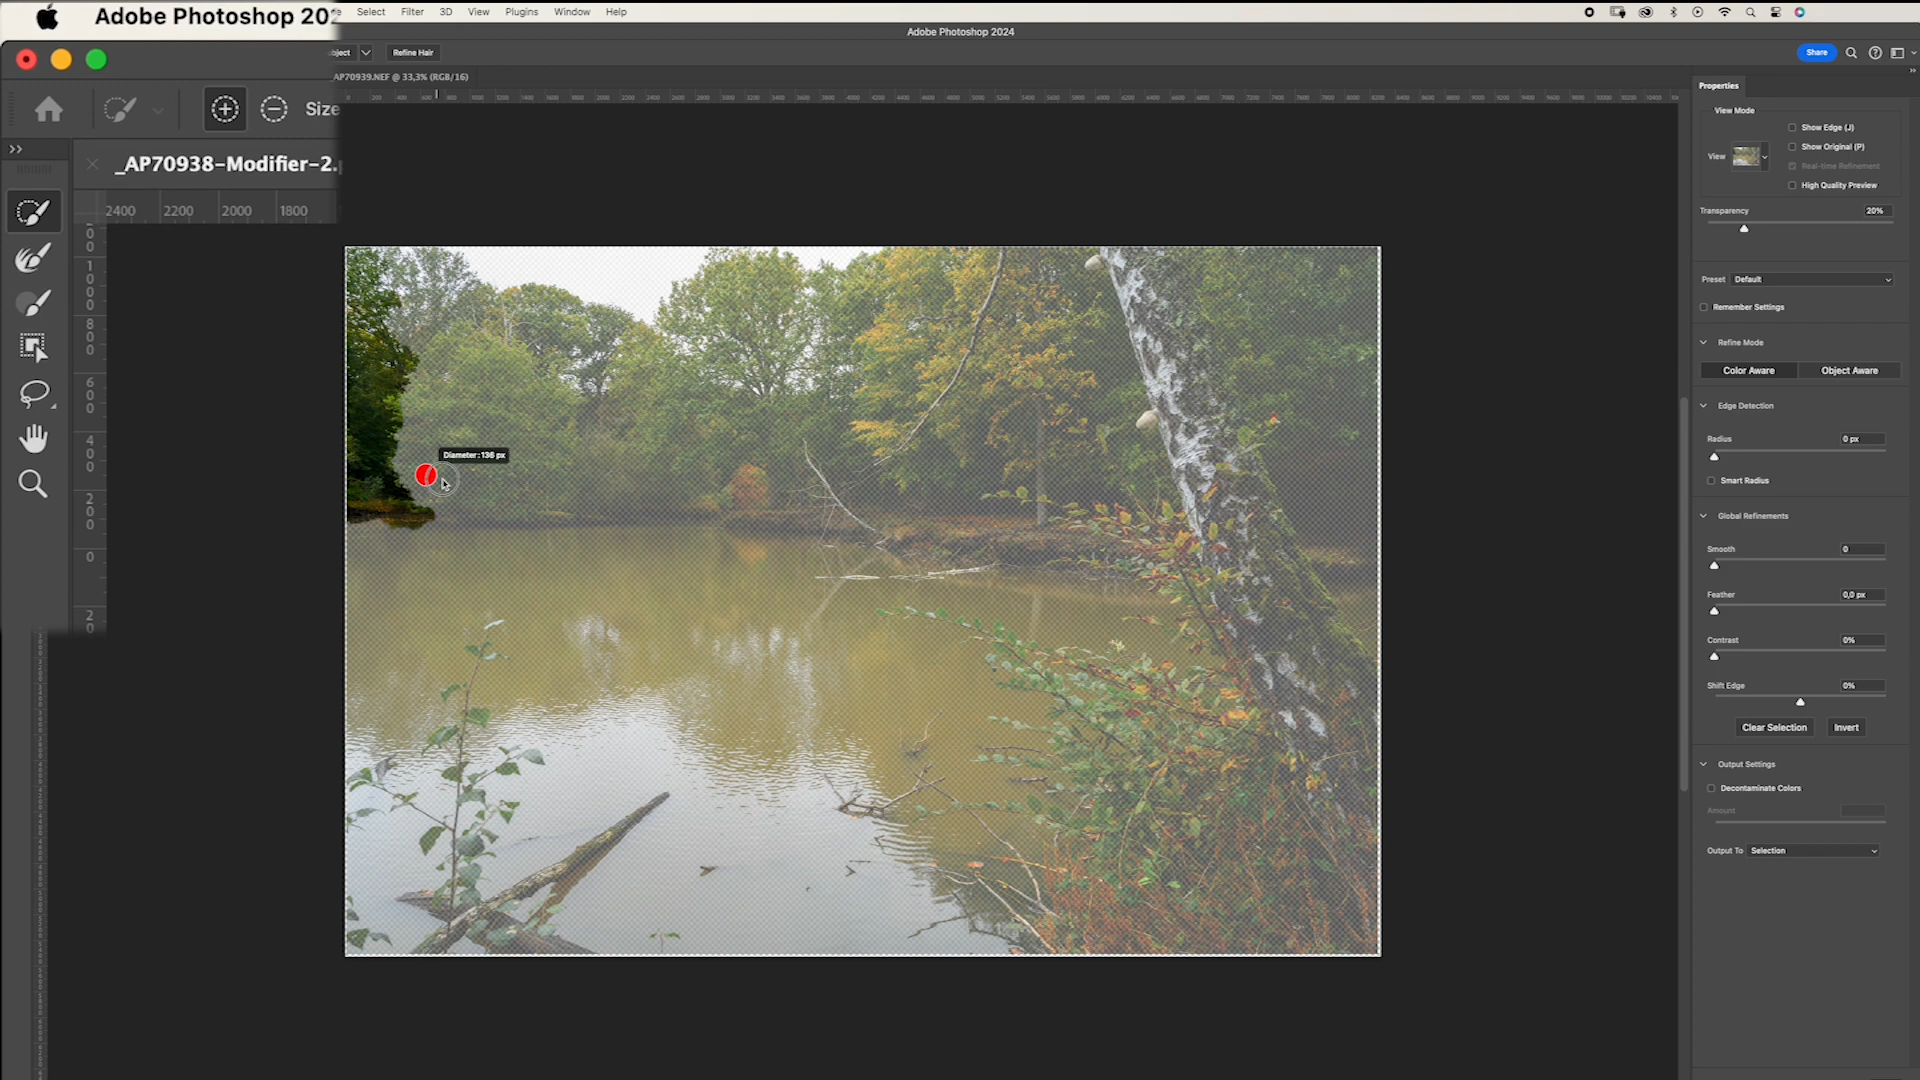 Adobe Photoshop 202
Select Filter 3D View Plugins Window Help
Adobe Photoshop 2024
Refine Hair
Share
_AP70939.NEF @ 33,3% (RGB/16)
Size
_AP70938-Modifier-2.
2400 2200 2000 1800
Properties
View Mode
Show Edge (J)
Show Original (P)
View
Real-time Refinement
High Quality Preview
Transparency 20%
Preset Default
Remember Settings
Refine Mode
Color Aware Object Aware
Edge Detection
Radius 0 px
Diameter: 136 px
Smart Radius
Global Refinements
Smooth 0
Feather 0,0 px
Contrast 0%
Shift Edge 0%
Clear Selection Invert
Output Settings
Decontaminate Colors
Amount
Output To Selection